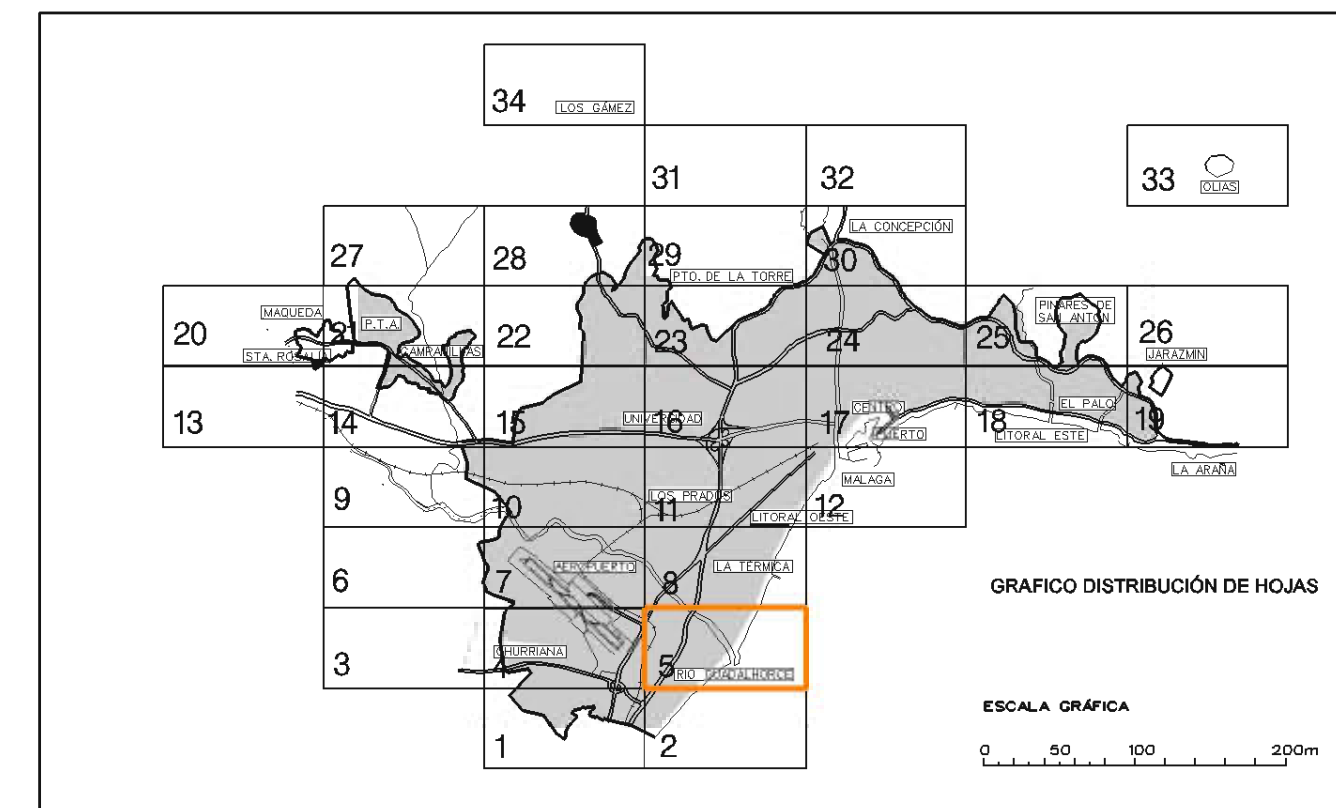 34 LOS GÁMEZ
31 32 33 OLIAS
LA CONCEPCIÓN
27 28 29 30
PTO. DE LA TORRE
MAQUEDA P.T.A. PINARES DE SAN ANTÓN
20 21 22 23 24 25 26
STA. ROSALÍA CAMPANILLAS JARAZMIN
EL PALO
UNIVERSIDAD CENTRO
13 14 15 16 17 18 19
PUERTO LITORAL ESTE
LA ARAÑA
MALAGA
9 10 LOS PRADOS 11 12
LITORAL OESTE
AEROPUERTO LA TÉRMICA
6 7 8
GRAFICO DISTRIBUCIÓN DE HOJAS
CHURRIANA
3 5 RIO GUADALHORCE
ESCALA GRÁFICA
1 2
0 50 100 200m